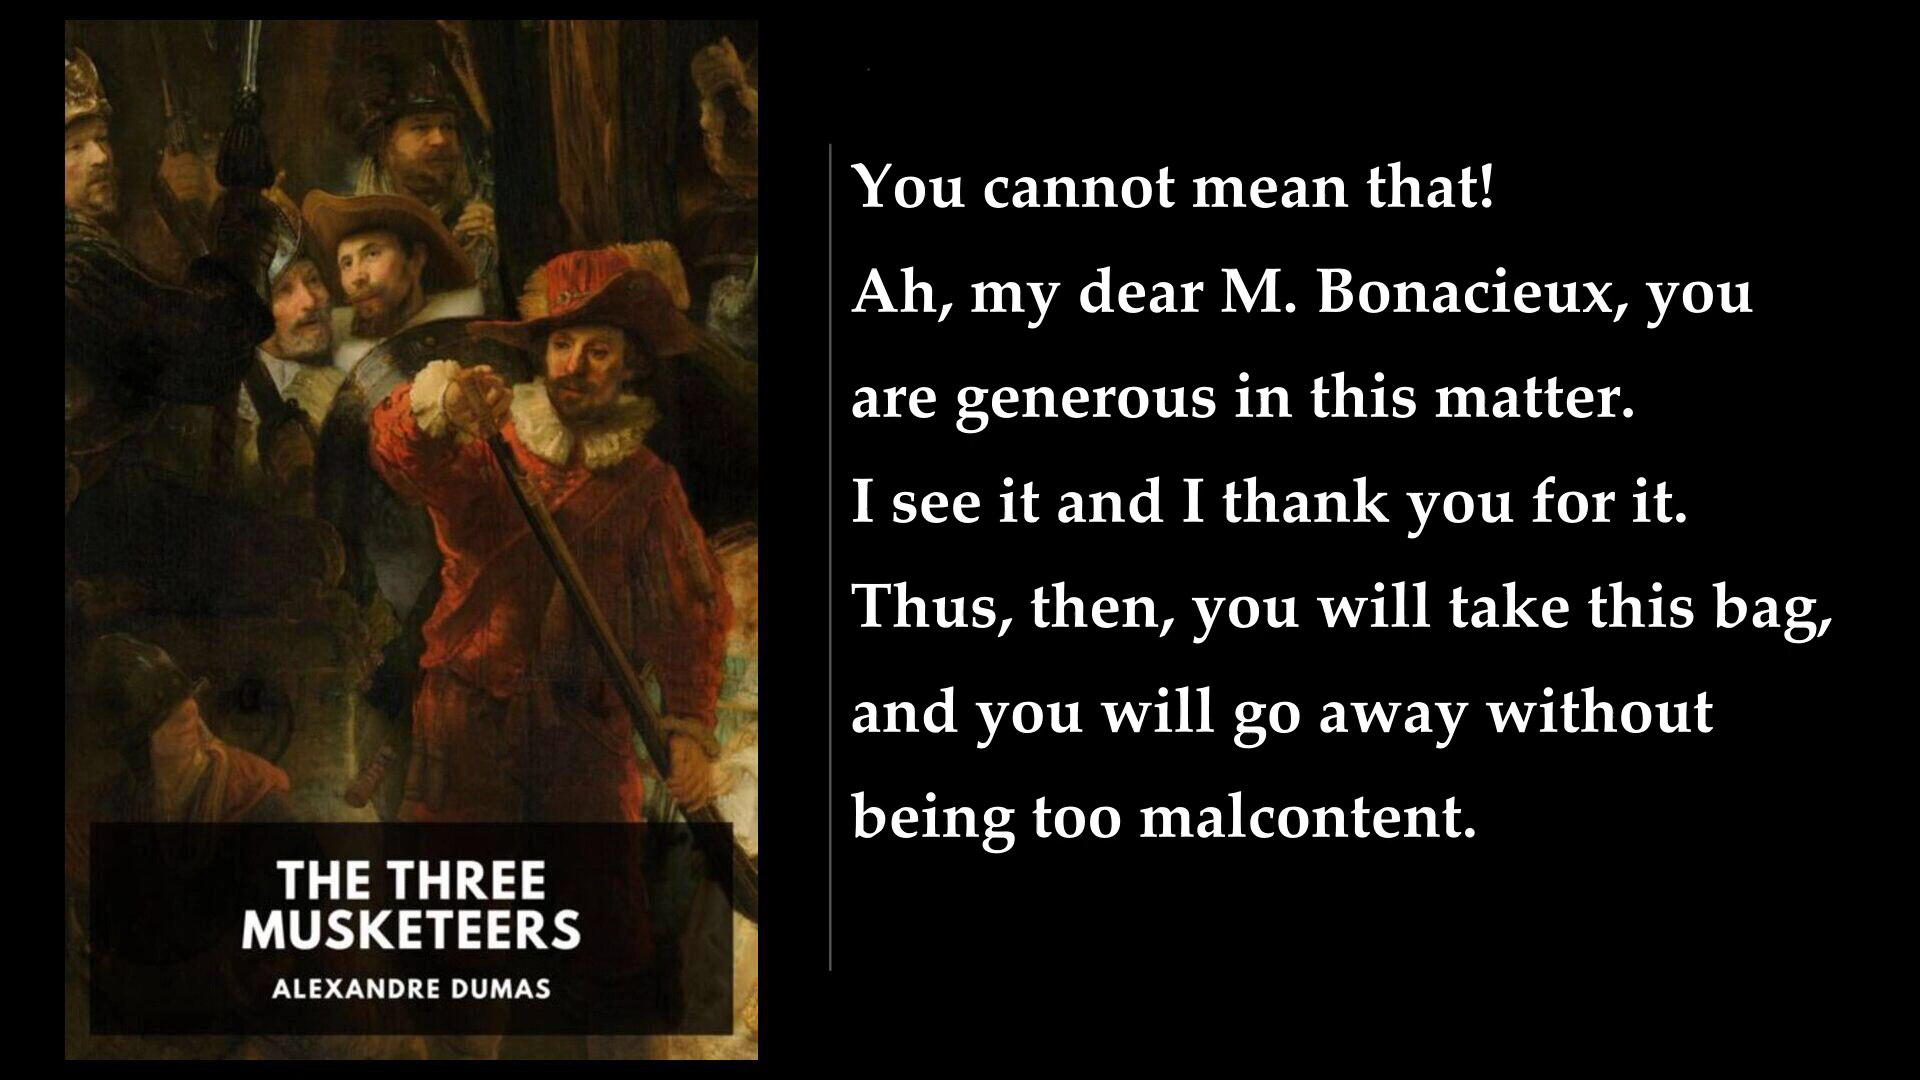 THE THREE
MUSKETEERS
ALEXANDRE DUMAS
You cannot mean that!
Ah, my dear M. Bonacieux, you
are generous in this matter.
I see it and I thank you for it.
Thus, then, you will take this bag,
and you will go away without
being too malcontent.